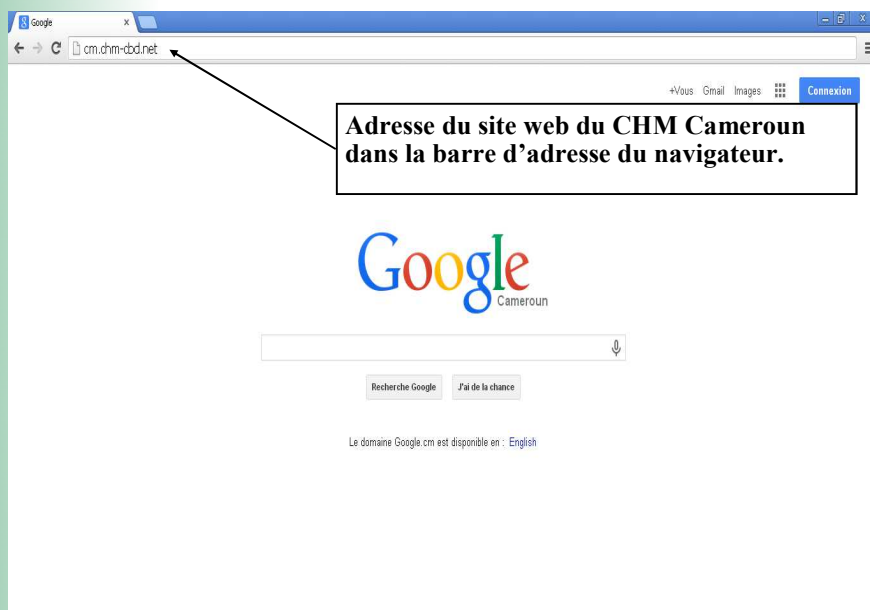 Google x
cm.chm-cbd.net
+Vous Gmail Images Connexion
Adresse du site web du CHM Cameroun
dans la barre d’adresse du navigateur.
Google
Cameroun
Recherche Google J'ai de la chance
Le domaine Google.cm est disponible en : English